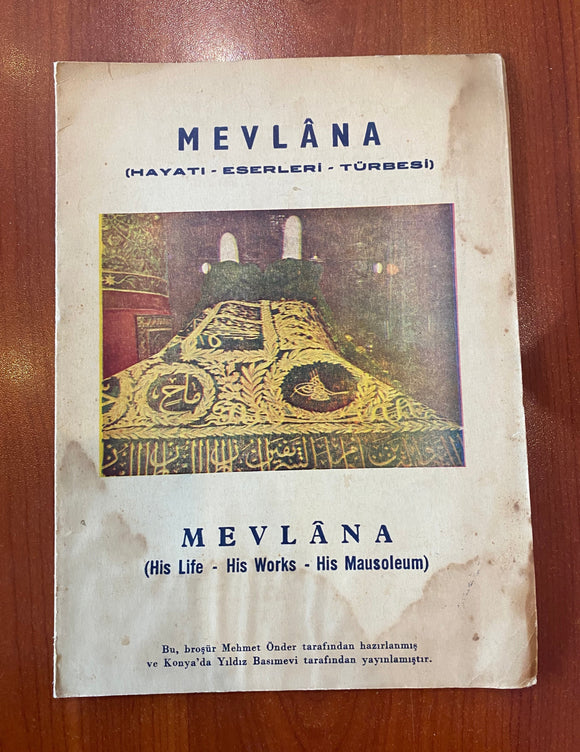 MEVLÂNA
(HAYATI - ESERLERİ - TÜRBESİ)
MEVLÂNA
(His Life - His Works - His Mausoleum)
Bu, broşür Mehmet Önder tarafından hazırlanmış
ve Konya'da Yıldız Basımevi tarafından yayınlamıştır.